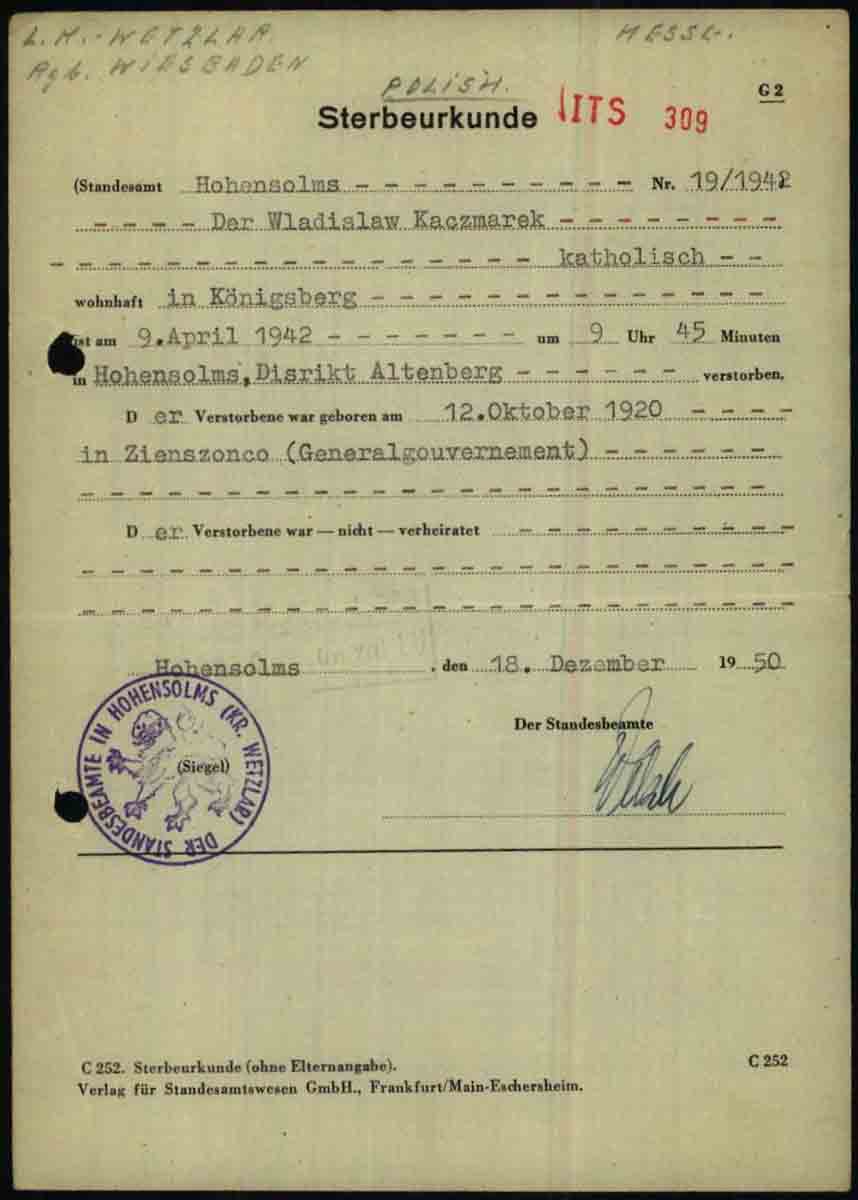 L.K.-WETZLAR.
HESSE.
Rgb. WIESBADEN
POLISH.
G 2
Sterbeurkunde
ITS 309
(Standesamt Hohensolms - - - - - - - - - - Nr. 19/1942
- - - - Der Wladislaw Kaczmarek - - - - - - - -
- - - - - - - - - - - - - - - - katholisch - -
wohnhaft in Königsberg - - - - - - - - - - - - - -
ist am 9.April 1942 - - - - - - - um 9 Uhr 45 Minuten
in Hohensolms,Disrikt Altenberg - - - - - - verstorben.
D er Verstorbene war geboren am 12.Oktober 1920 - - - -
in Zienszonco (Generalgouvernement) - - - - - -
- - - - - - - - - - - - - - - - - - - - - - - -
D er Verstorbene war — nicht — verheiratet - - - - - - - - - -
- - - - - - - - - - - - - - - - - - - - - - - - -
- - - - - - - - - - - - - - - - - - - - - - - - -
Hohensolms , den 18. Dezember 19 50
Der Standesbeamte
(Siegel)
DER STANDESBEAMTE IN HOHENSOLMS (KR. WETZLAR)
C 252. Sterbeurkunde (ohne Elternangabe).
C 252
Verlag für Standesamtswesen GmbH., Frankfurt/Main-Eschersheim.